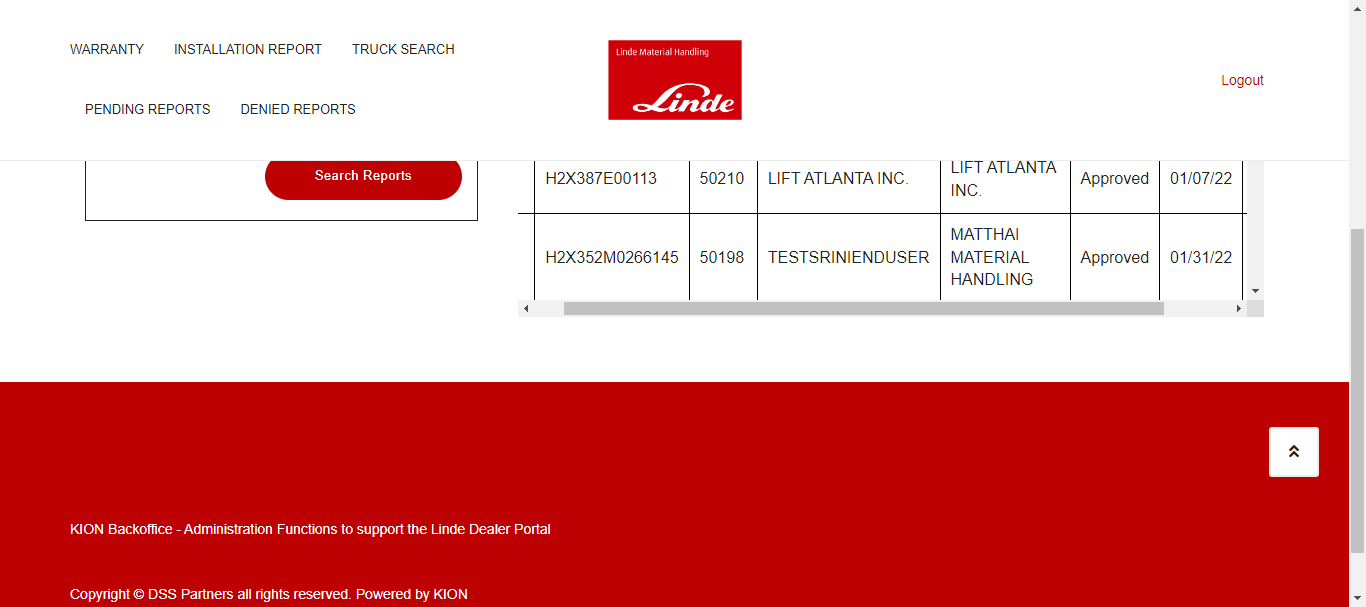 WARRANTY INSTALLATION REPORT TRUCK SEARCH
Linde Material Handling
Linde
Logout
PENDING REPORTS DENIED REPORTS
Search Reports
H2X387E00113 50210 LIFT ATLANTA INC. LIFT ATLANTA INC. Approved 01/07/22
H2X352M0266145 50198 TESTSRINIENDUSER MATTHAI MATERIAL HANDLING Approved 01/31/22
KION Backoffice - Administration Functions to support the Linde Dealer Portal
Copyright © DSS Partners all rights reserved. Powered by KION